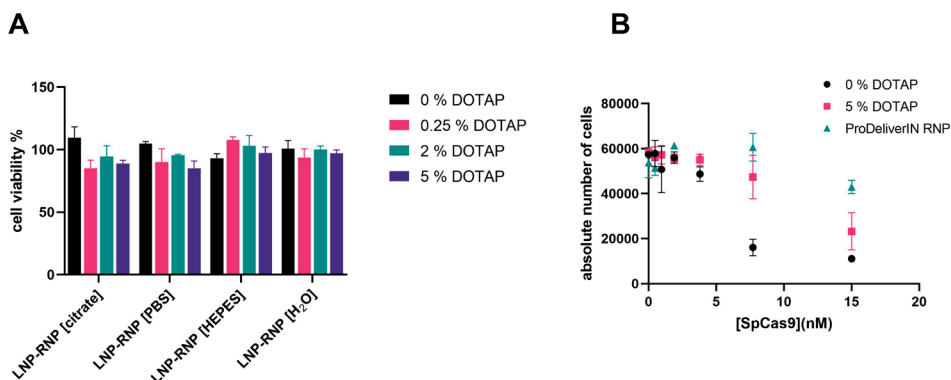 A
cell viability %
150
100
50
0
LNP-RNP [citrate]
LNP-RNP [PBS]
LNP-RNP [HEPES]
LNP-RNP [H₂O]
0 % DOTAP
0.25 % DOTAP
2 % DOTAP
5 % DOTAP
B
absolute number of cells
80000
60000
40000
20000
0
0
5
10
15
20
[SpCas9](nM)
0 % DOTAP
5 % DOTAP
ProDeliverIN RNP